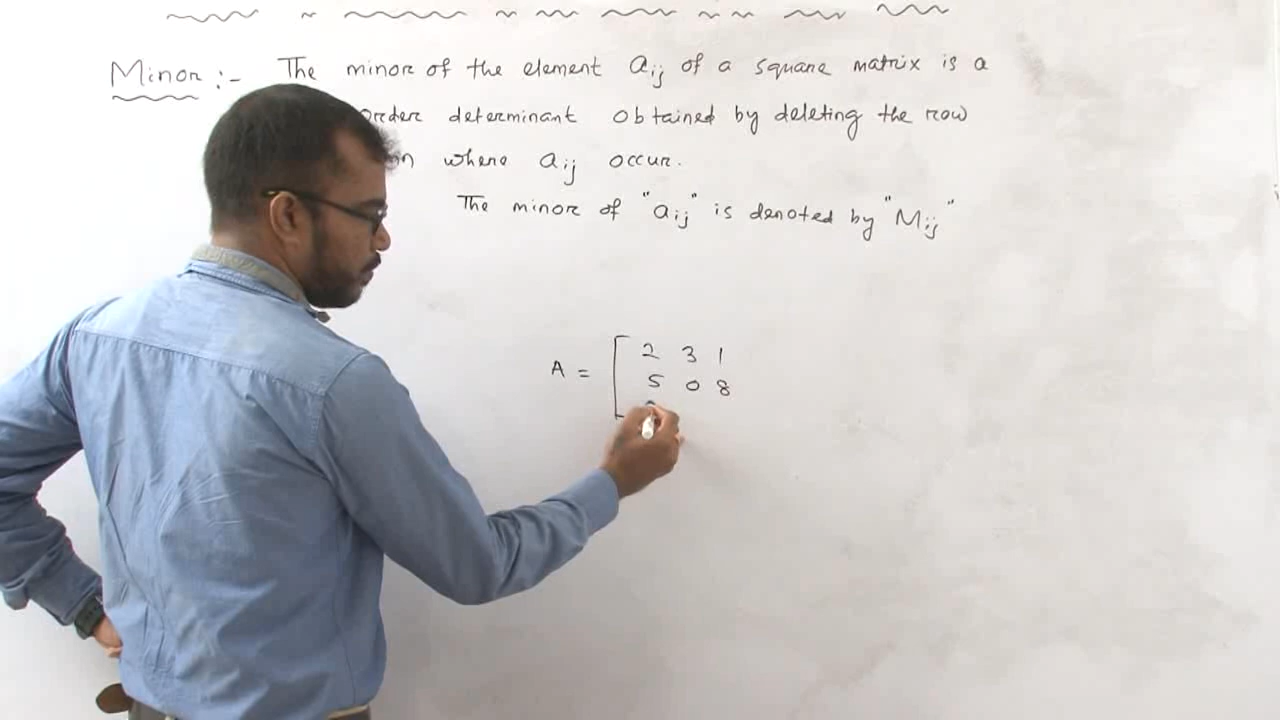 Minor :- The minor of the element aij of a square matrix is a
order determinant obtained by deleting the row
where aij occur.
The minor of "aij" is denoted by "Mij"
A = [ 2 3 1
5 0 8